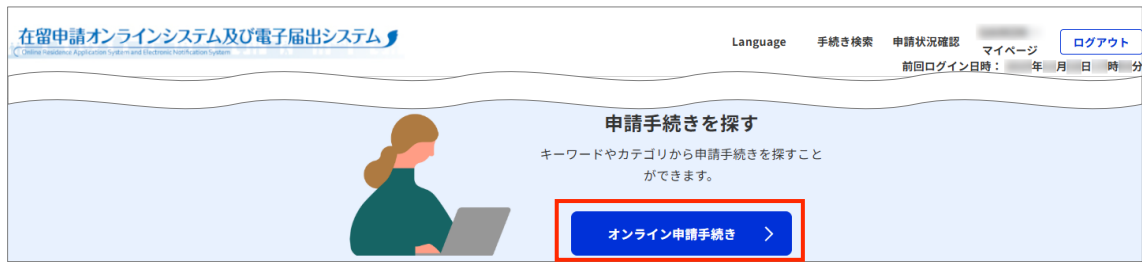 在留申請オンラインシステム及び電子届出システム
Online Residence Application System and Electronic Notification System
Language 手続き検索 申請状況確認 マイページ ログアウト
前回ログイン日時： 年 月 日 時 分
申請手続きを探す
キーワードやカテゴリから申請手続きを探すこと
ができます。
オンライン申請手続き